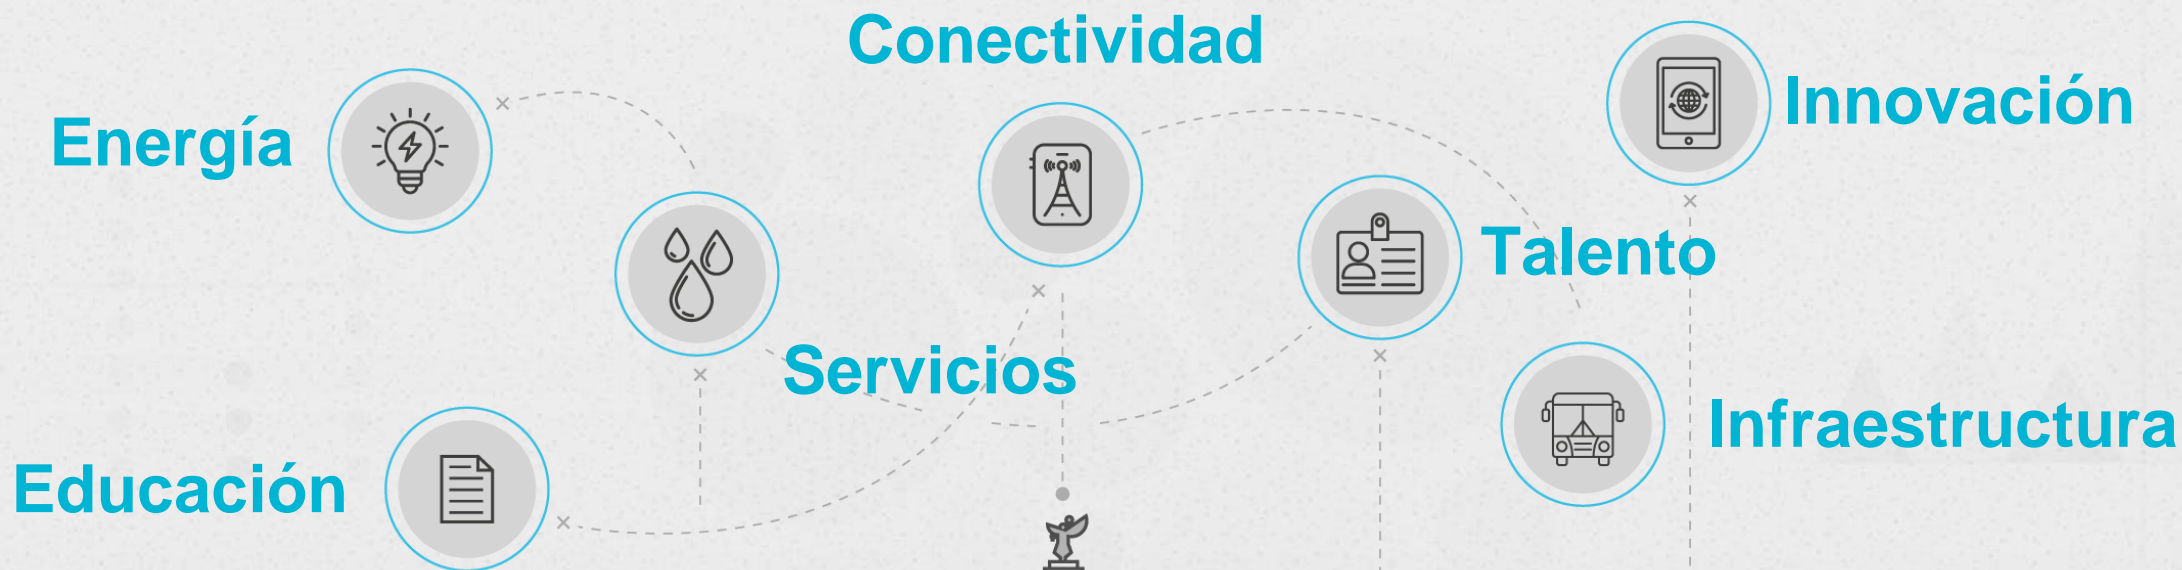 Conectividad
Innovación
Energía
Talento
Servicios
Infraestructura
Educación